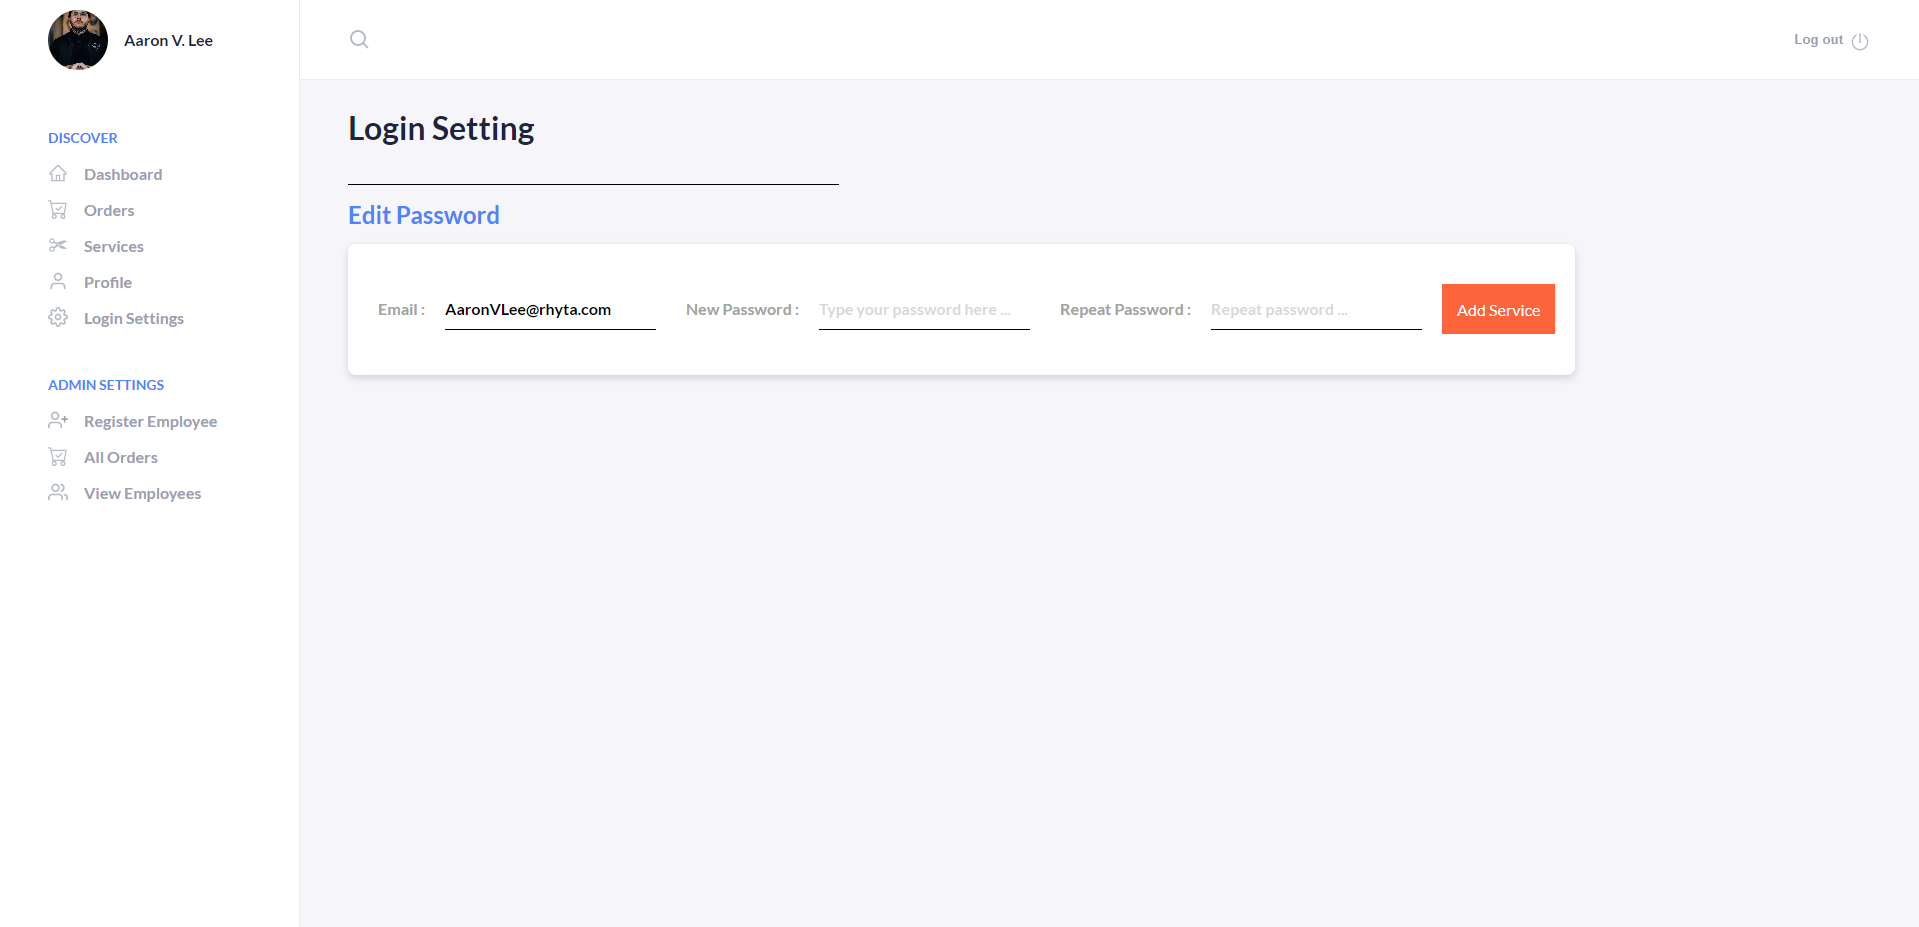 Aaron V. Lee
Log out
DISCOVER
Dashboard
Orders
Services
Profile
Login Settings
ADMIN SETTINGS
Register Employee
All Orders
View Employees
Login Setting
Edit Password
Email : AaronVLee@rhyta.com New Password : Type your password here ... Repeat Password : Repeat password ... Add Service